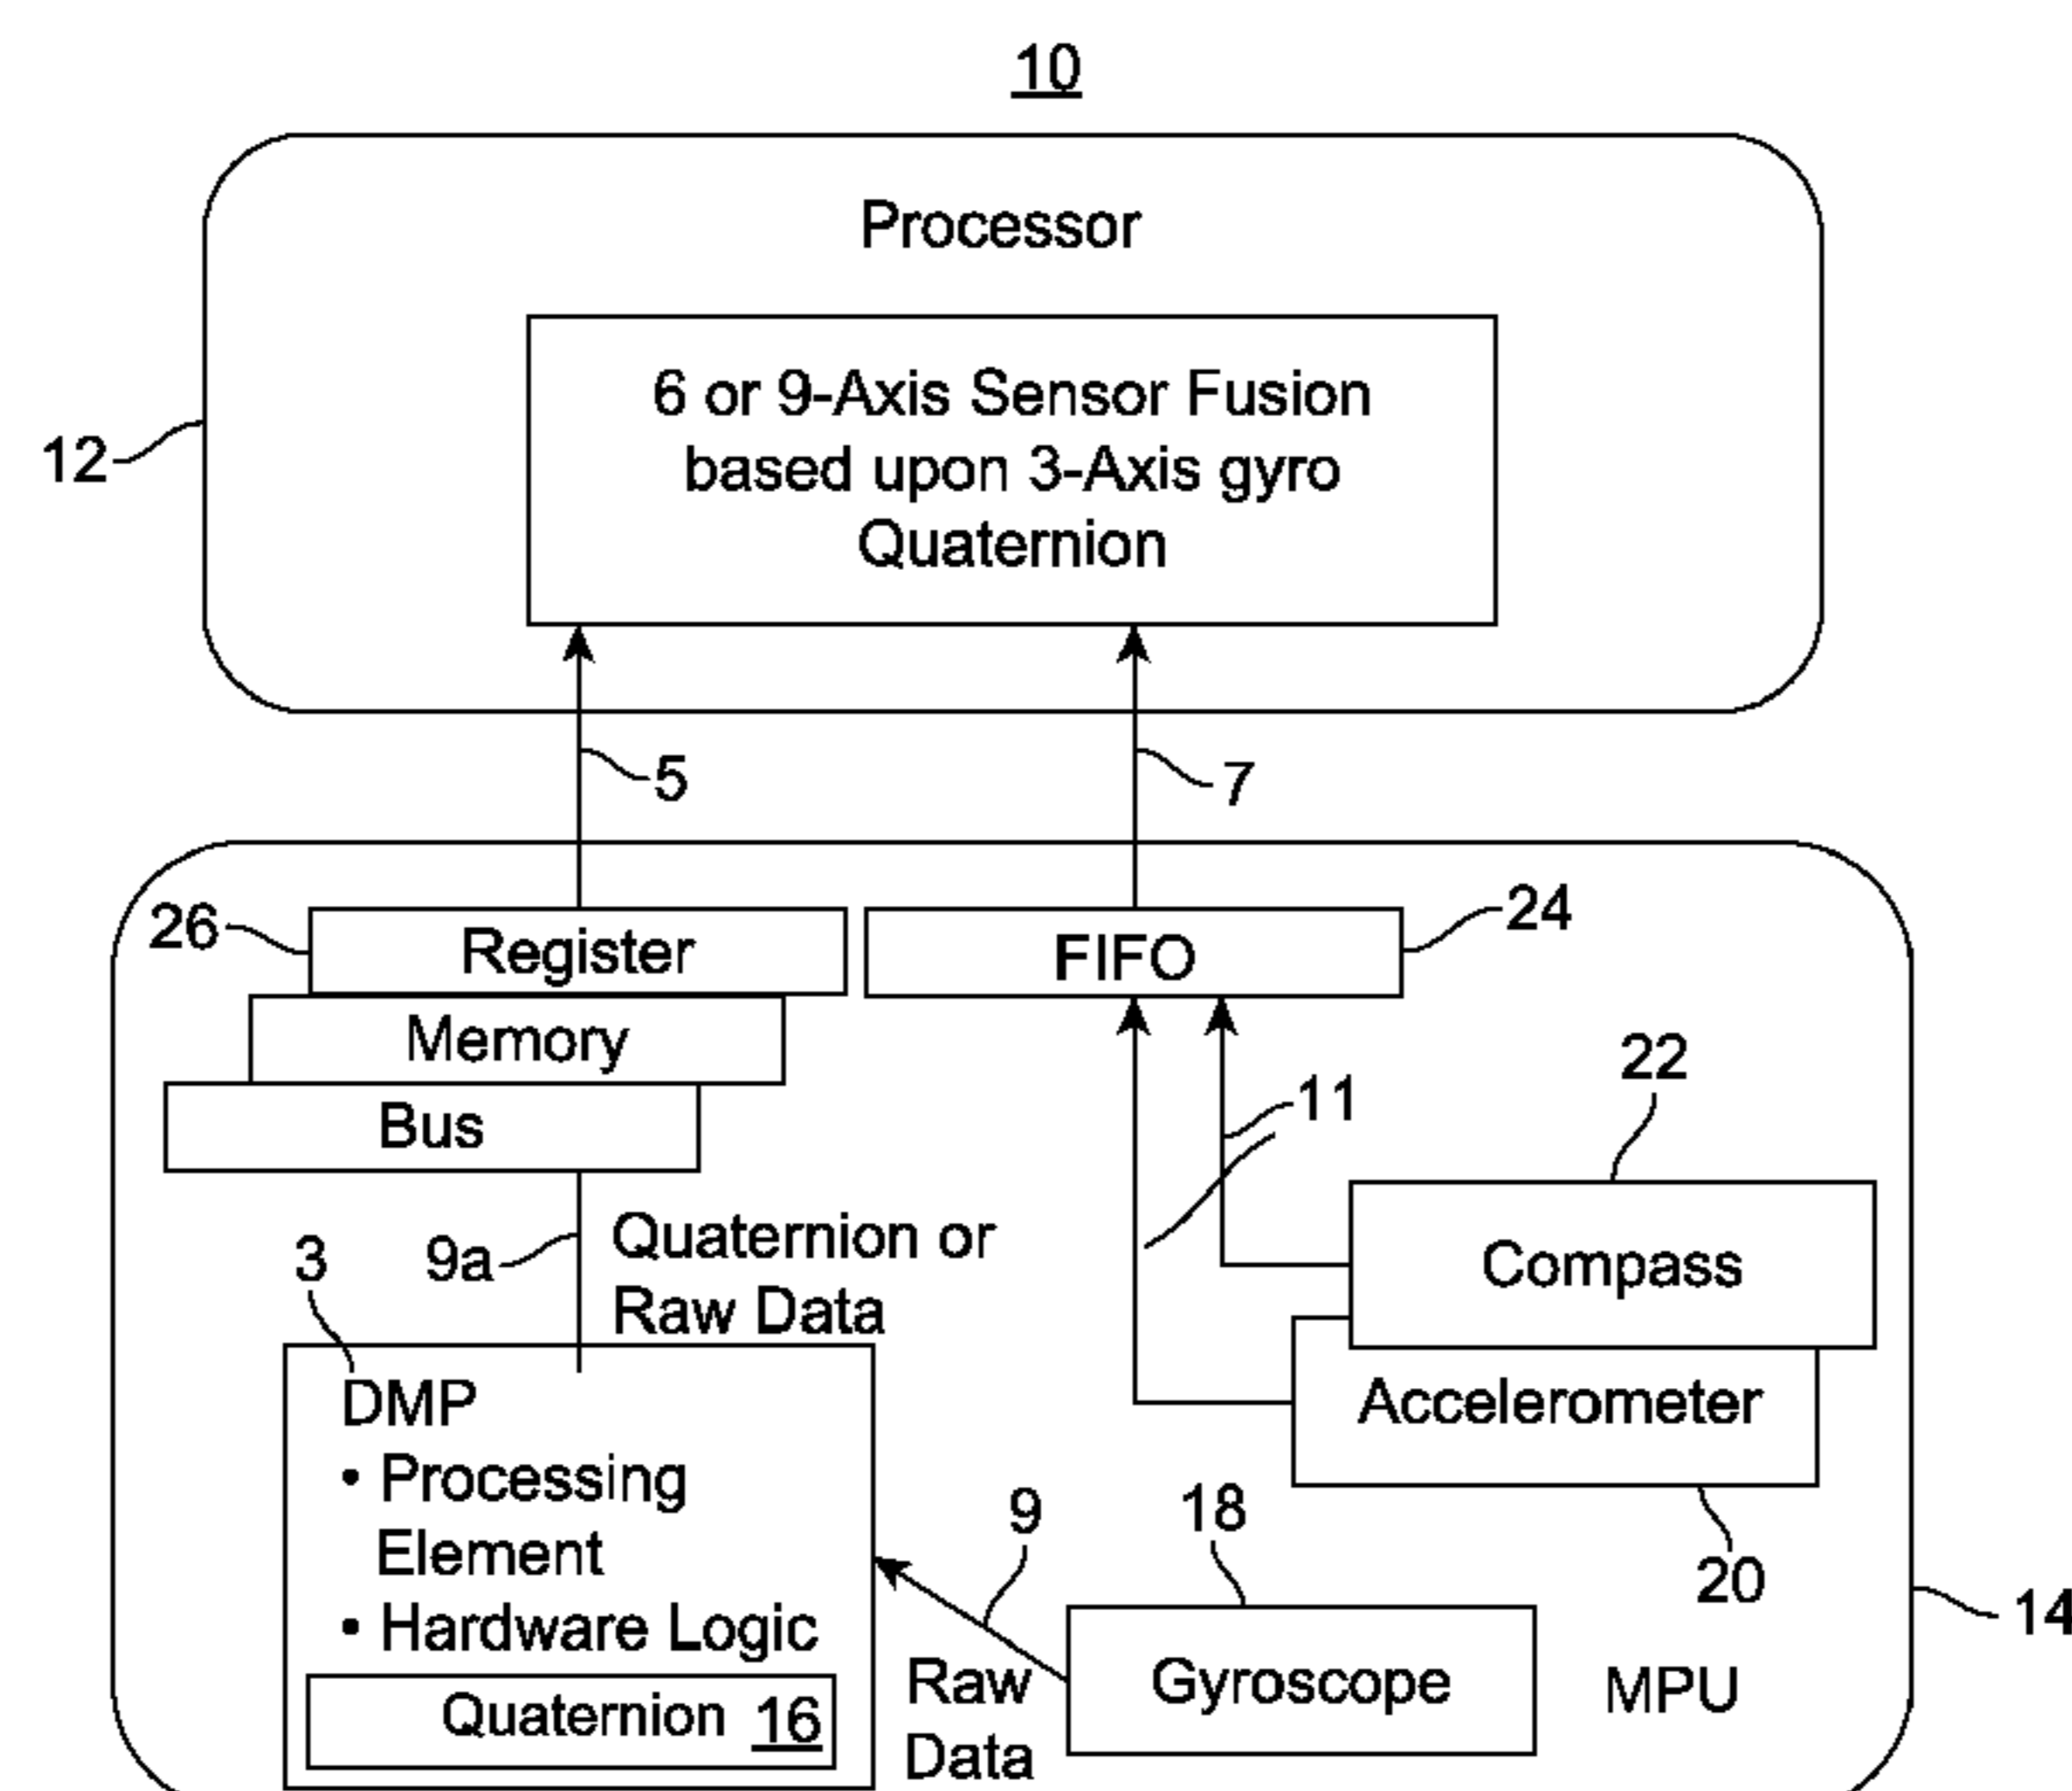 10
Processor
6 or 9-Axis Sensor Fusion
based upon 3-Axis gyro
Quaternion
12
5
7
26
Register
FIFO
24
Memory
Bus
11
22
9a
Quaternion or
Raw Data
3
Compass
Accelerometer
DMP
• Processing
Element
• Hardware Logic
Quaternion 16
9
18
20
14
Raw
Data
Gyroscope
MPU